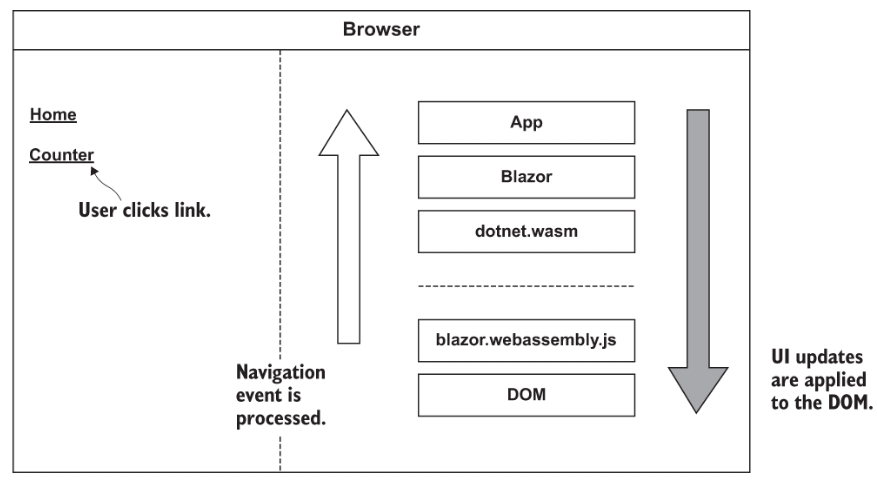 Browser
Home
Counter
User clicks link.
App
Blazor
dotnet.wasm
blazor.webassembly.js
DOM
Navigation
event is
processed.
UI updates
are applied
to the DOM.